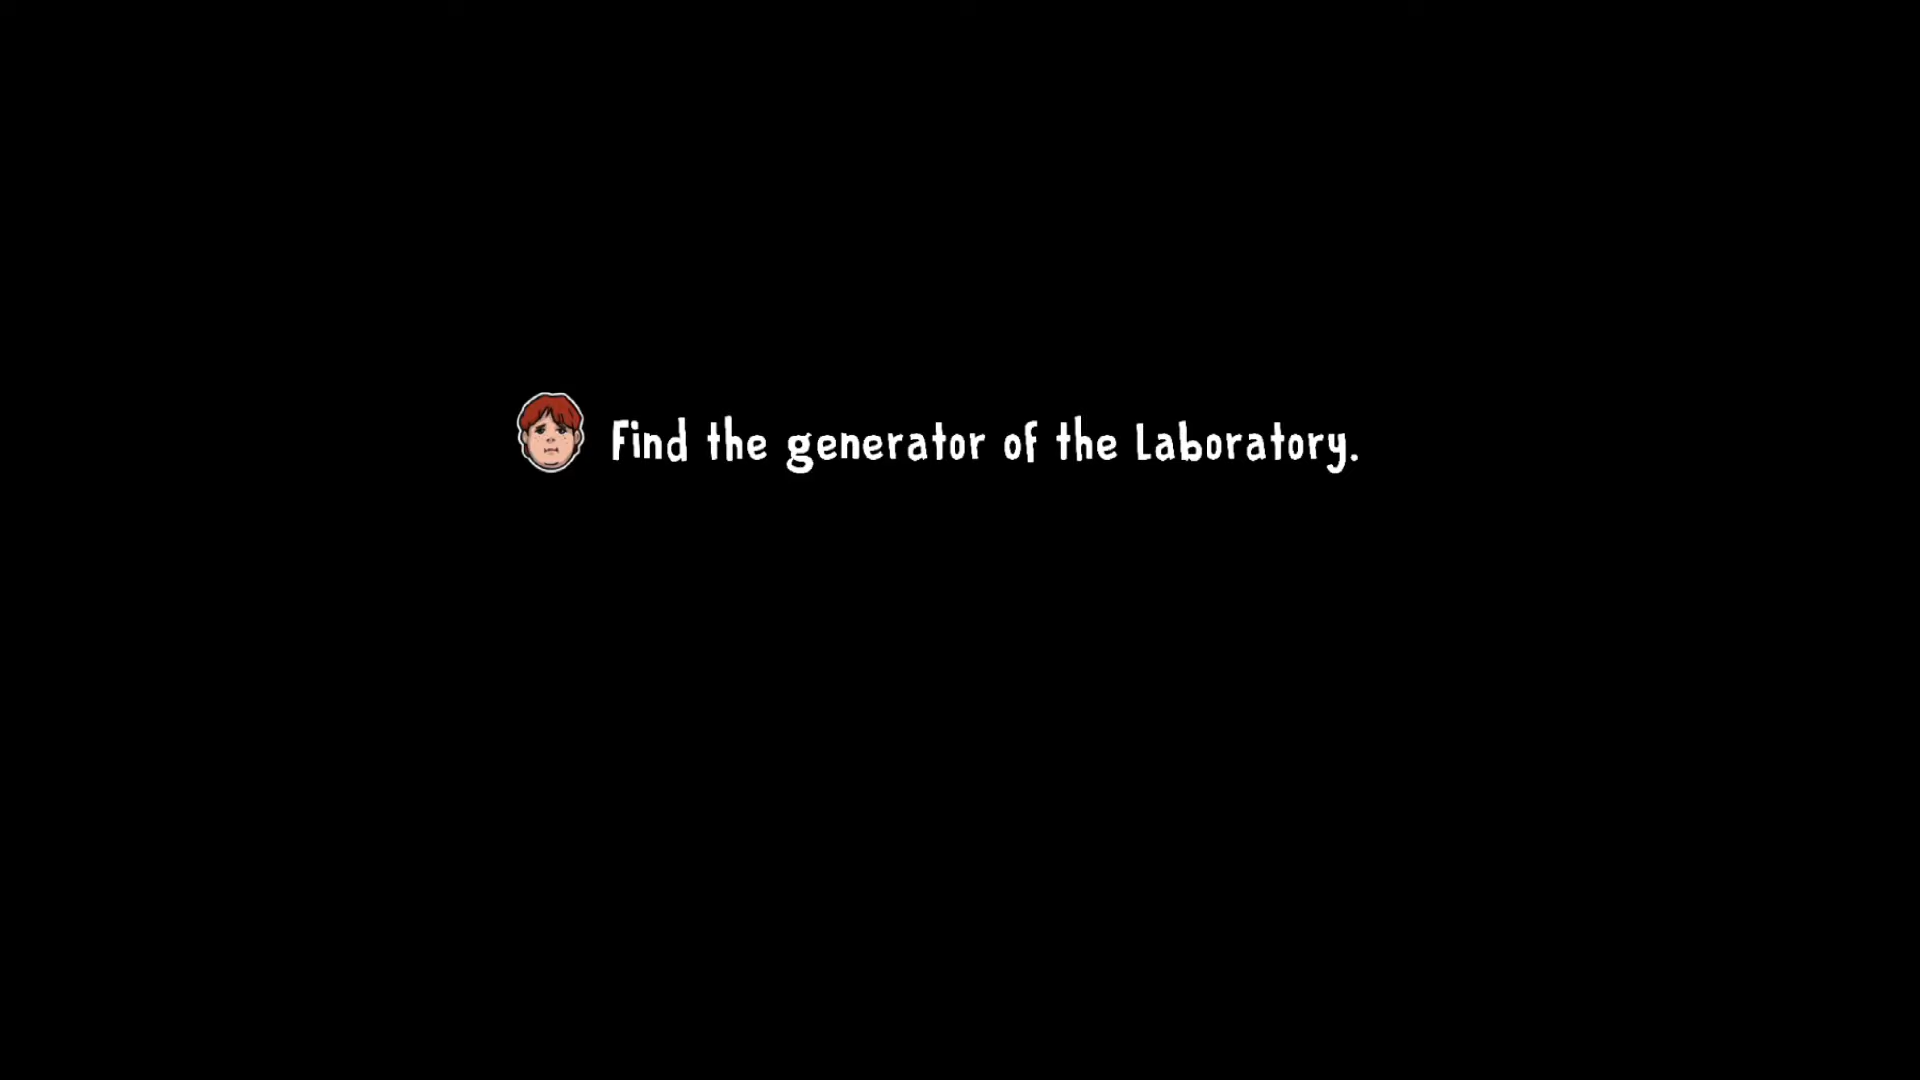 Find the generator of the Laboratory.